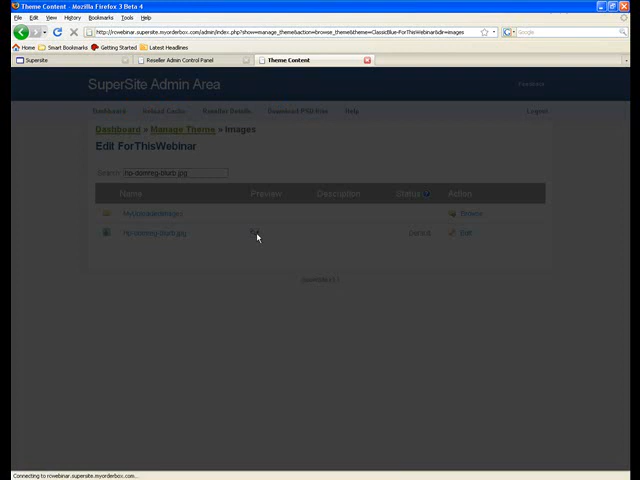 Theme Content - Mozilla Firefox 3 Beta 4
File Edit View History Bookmarks Tools Help
http://rcwebinar.supersite.myorderbox.com/admin/index.php?show=manage_theme&action=browse_theme&theme=ClassicBlue-ForThisWebinar&dir=images
Google
Home Smart Bookmarks Getting Started Latest Headlines
Supersite Reseller Admin Control Panel Theme Content
SuperSite Admin Area
Feedback
Dashboard Reload Cache Reseller Details Download PSD files Help Logout
Dashboard » Manage Theme » Images
Edit ForThisWebinar
Search: hp-domreg-blurb.jpg
Name Preview Description Status Action
MyUploadedImages Browse
hp-domreg-blurb.jpg Default Edit
Connecting to rcwebinar.supersite.myorderbox.com...